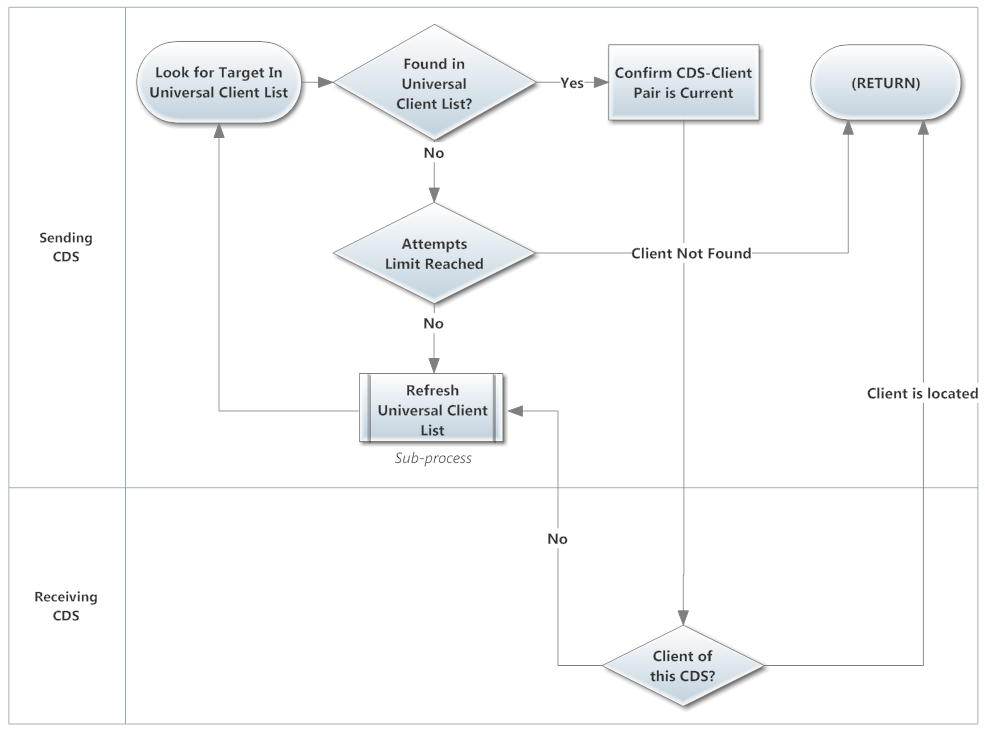 Look for Target In
Universal Client List
Found in
Universal
Client List?
Yes
Confirm CDS-Client
Pair is Current
(RETURN)
No
Sending
CDS
Attempts
Limit Reached
Client Not Found
No
Refresh
Universal Client
List
Sub-process
Client is located
No
Receiving
CDS
Client of
this CDS?